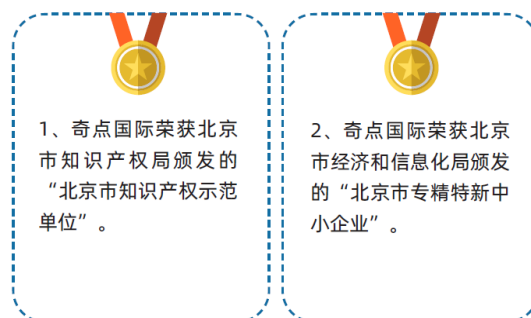 1、奇点国际荣获北京
市知识产权局颁发的
“北京市知识产权示范
单位”。
2、奇点国际荣获北京
市经济和信息化局颁发
的“北京市专精特新中
小企业”。